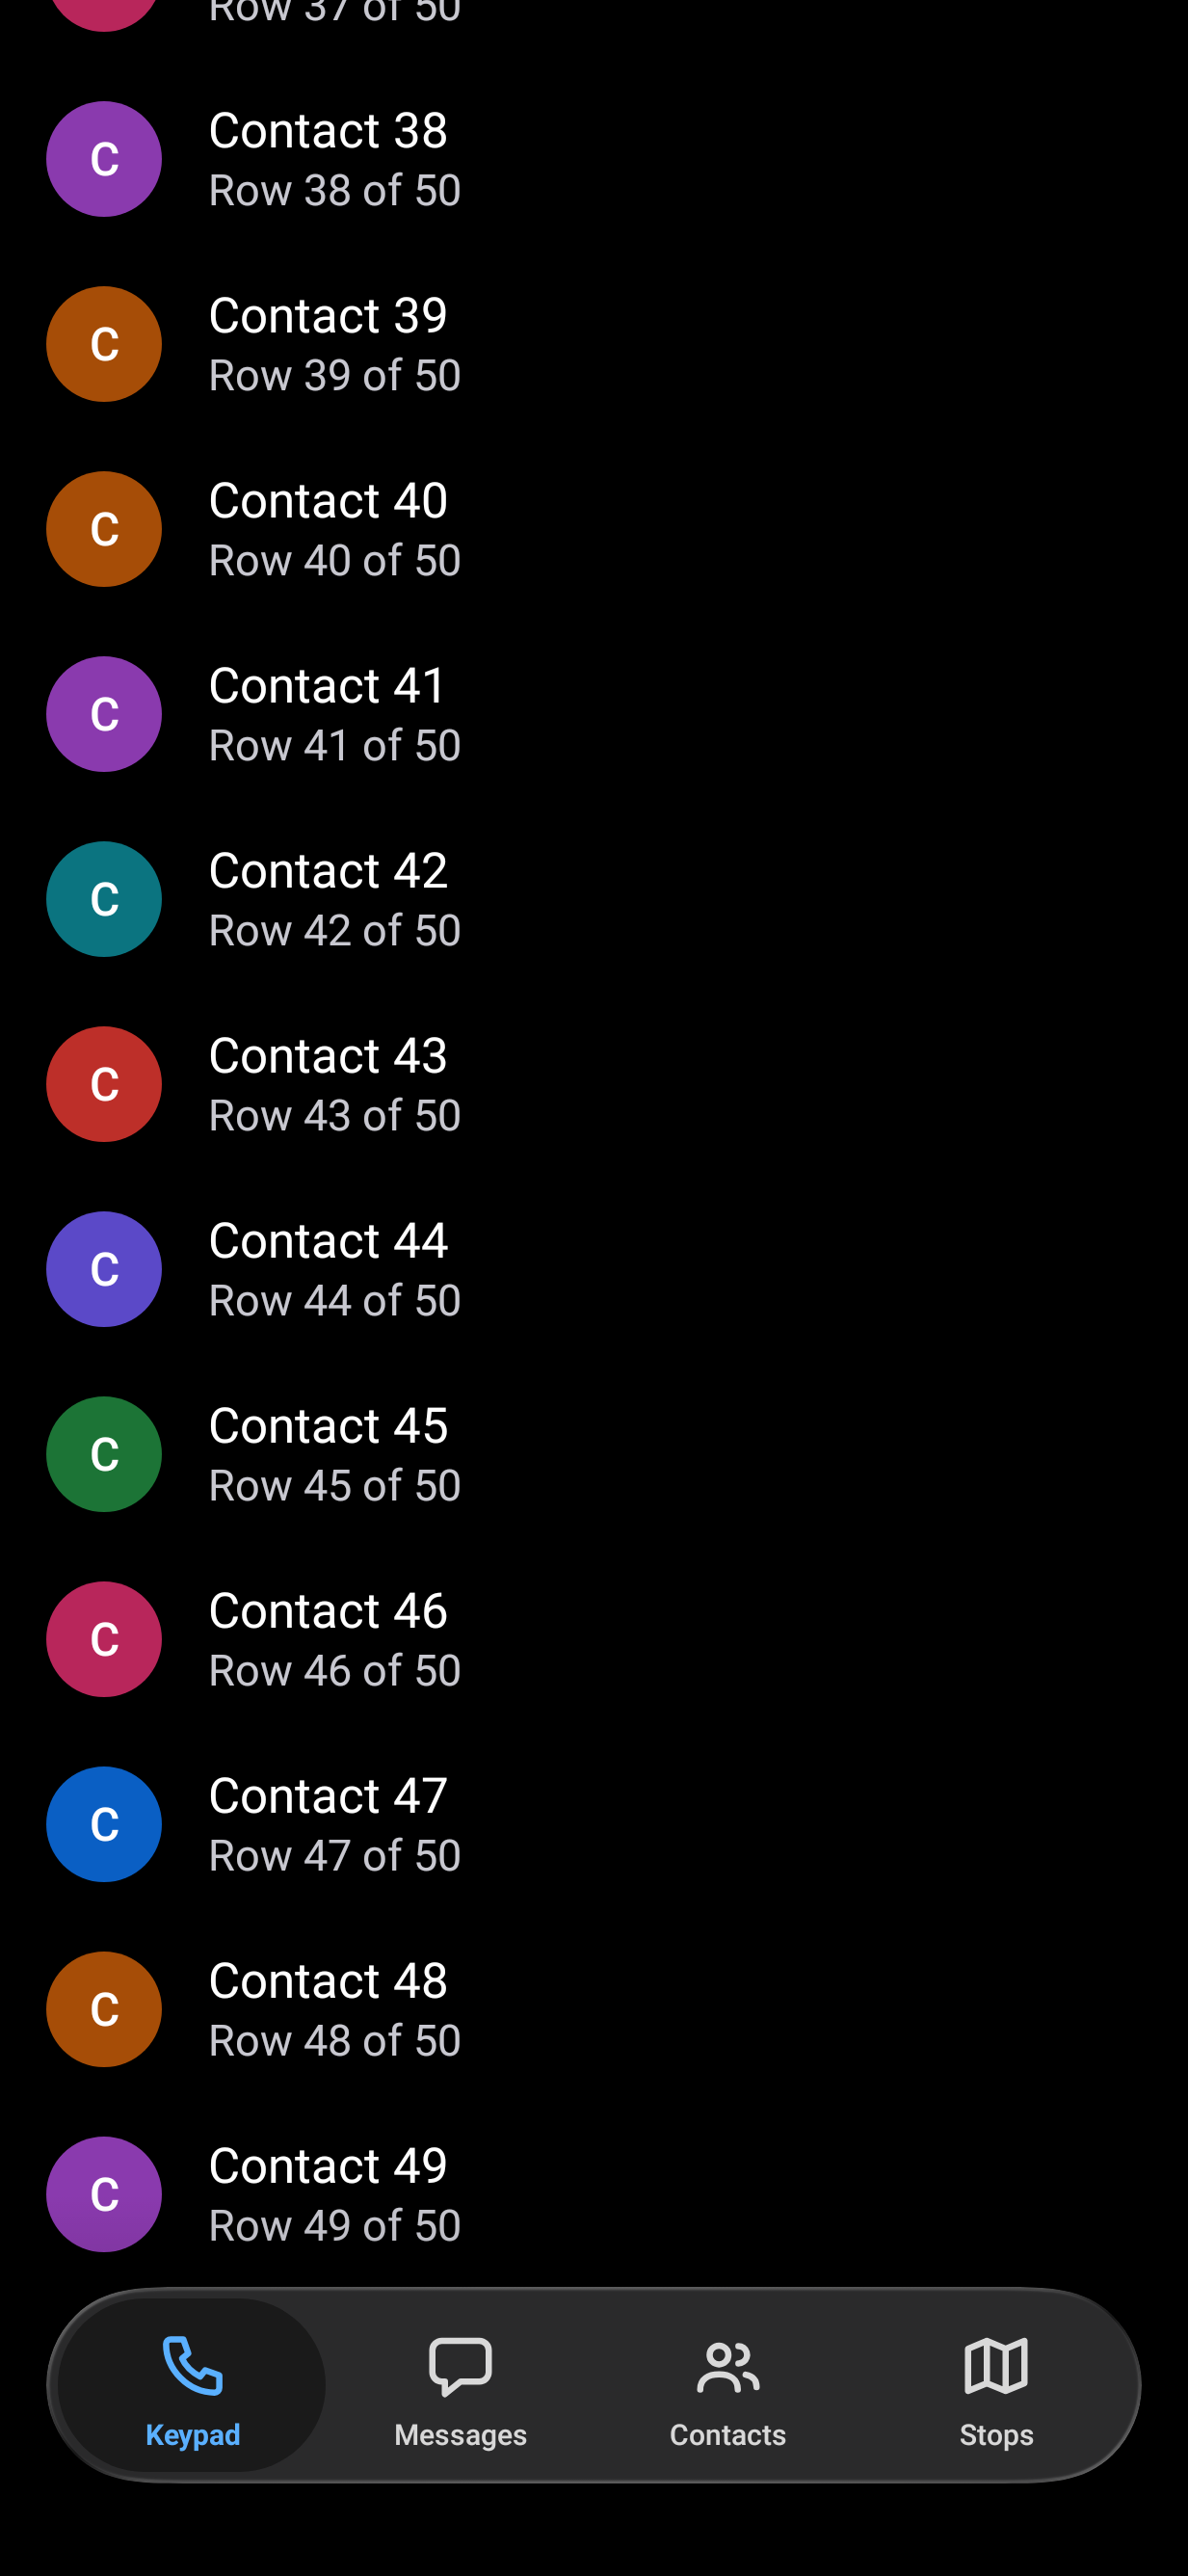 Row 37 of 50
C
Contact 38
Row 38 of 50
C
Contact 39
Row 39 of 50
C
Contact 40
Row 40 of 50
C
Contact 41
Row 41 of 50
C
Contact 42
Row 42 of 50
C
Contact 43
Row 43 of 50
C
Contact 44
Row 44 of 50
C
Contact 45
Row 45 of 50
C
Contact 46
Row 46 of 50
C
Contact 47
Row 47 of 50
C
Contact 48
Row 48 of 50
C
Contact 49
Row 49 of 50
Keypad
Messages
Contacts
Stops